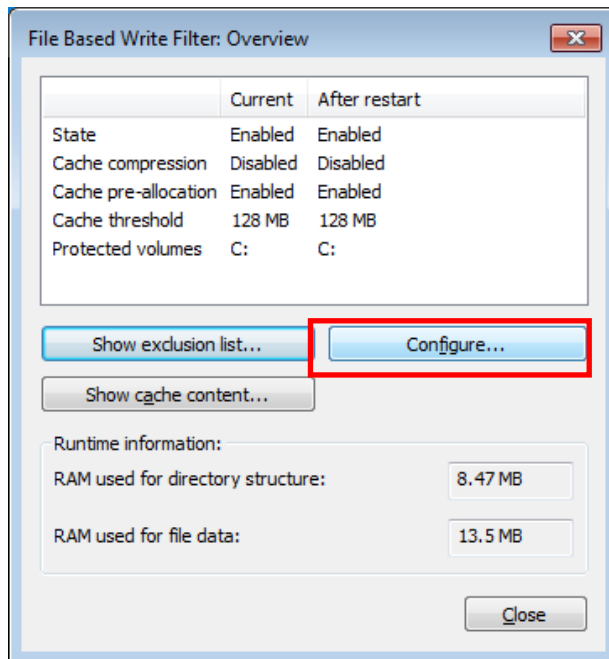 File Based Write Filter: Overview
Current After restart
State Enabled Enabled
Cache compression Disabled Disabled
Cache pre-allocation Enabled Enabled
Cache threshold 128 MB 128 MB
Protected volumes C: C:
Show exclusion list... Configure...
Show cache content...
Runtime information:
RAM used for directory structure: 8.47 MB
RAM used for file data: 13.5 MB
Close